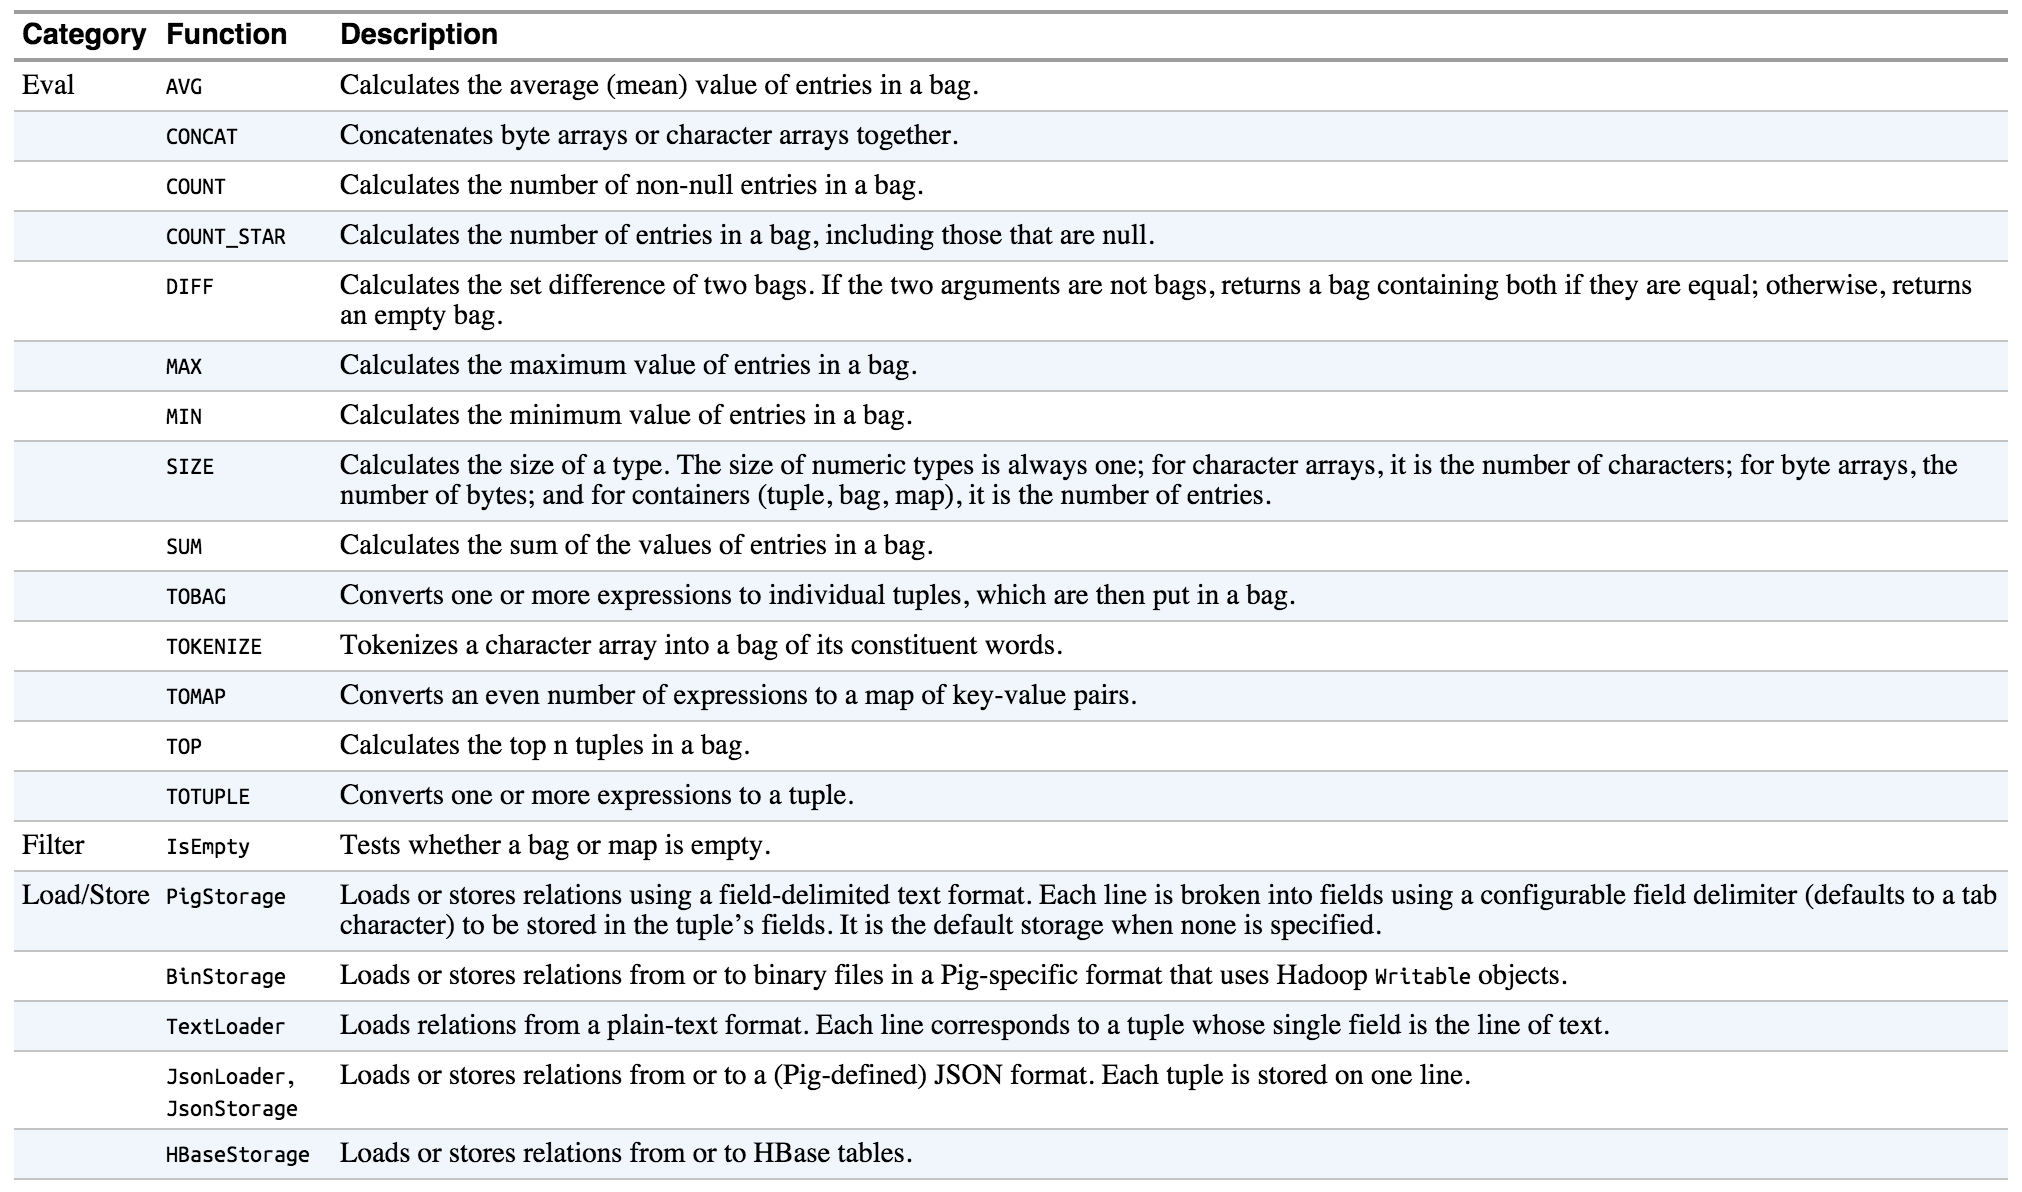 Category Function Description
Eval AVG Calculates the average (mean) value of entries in a bag.
CONCAT Concatenates byte arrays or character arrays together.
COUNT Calculates the number of non-null entries in a bag.
COUNT_STAR Calculates the number of entries in a bag, including those that are null.
DIFF Calculates the set difference of two bags. If the two arguments are not bags, returns a bag containing both if they are equal; otherwise, returns
an empty bag.
MAX Calculates the maximum value of entries in a bag.
MIN Calculates the minimum value of entries in a bag.
SIZE Calculates the size of a type. The size of numeric types is always one; for character arrays, it is the number of characters; for byte arrays, the
number of bytes; and for containers (tuple, bag, map), it is the number of entries.
SUM Calculates the sum of the values of entries in a bag.
TOBAG Converts one or more expressions to individual tuples, which are then put in a bag.
TOKENIZE Tokenizes a character array into a bag of its constituent words.
TOMAP Converts an even number of expressions to a map of key-value pairs.
TOP Calculates the top n tuples in a bag.
TOTUPLE Converts one or more expressions to a tuple.
Filter IsEmpty Tests whether a bag or map is empty.
Load/Store PigStorage Loads or stores relations using a field-delimited text format. Each line is broken into fields using a configurable field delimiter (defaults to a tab
character) to be stored in the tuple’s fields. It is the default storage when none is specified.
BinStorage Loads or stores relations from or to binary files in a Pig-specific format that uses Hadoop Writable objects.
TextLoader Loads relations from a plain-text format. Each line corresponds to a tuple whose single field is the line of text.
JsonLoader, Loads or stores relations from or to a (Pig-defined) JSON format. Each tuple is stored on one line.
JsonStorage
HBaseStorage Loads or stores relations from or to HBase tables.